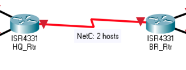 ISR4331
HQ_Rtr
NetC: 2 hosts
ISR4331
BR_Rtr